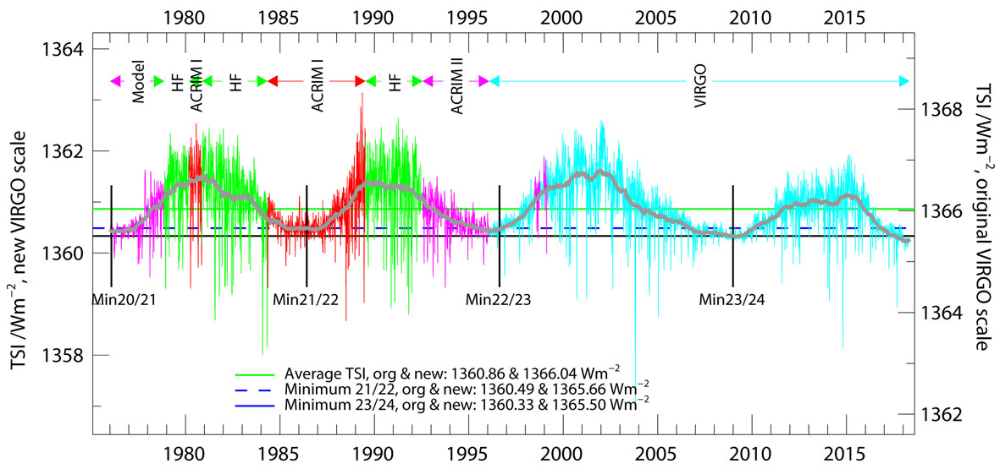 1980 1985 1990 1995 2000 2005 2010 2015
1364
1362
1360
1358
TSI /Wm−2, new VIRGO scale
Model
HF
ACRIM I
HF
ACRIM I
HF
ACRIM II
VIRGO
1368
1366
1364
1362
TSI /Wm−2, original VIRGO scale
Min20/21 Min21/22 Min22/23 Min23/24
Average TSI, org & new: 1360.86 & 1366.04 Wm−2
Minimum 21/22, org & new: 1360.49 & 1365.66 Wm−2
Minimum 23/24, org & new: 1360.33 & 1365.50 Wm−2
1980 1985 1990 1995 2000 2005 2010 2015